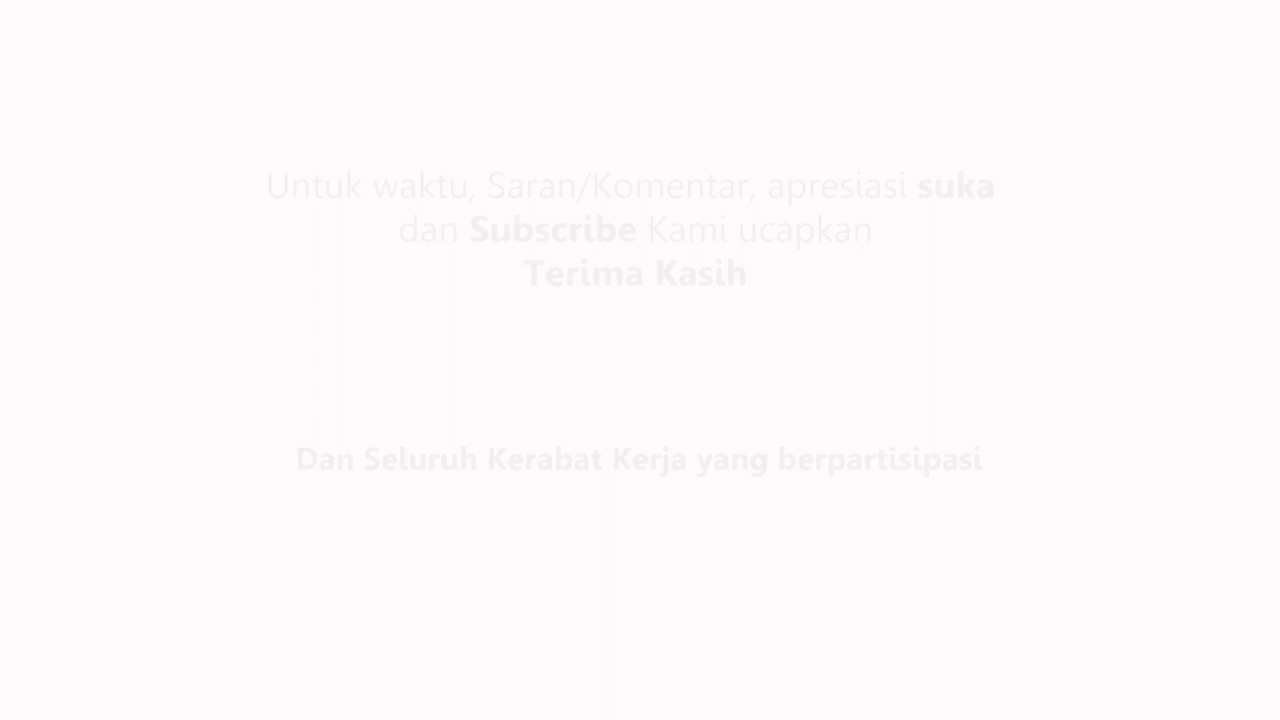 Untuk waktu, Saran/Komentar, apresiasi suka
dan Subscribe Kami ucapkan
Terima Kasih
Dan Seluruh Kerabat Kerja yang berpartisipasi